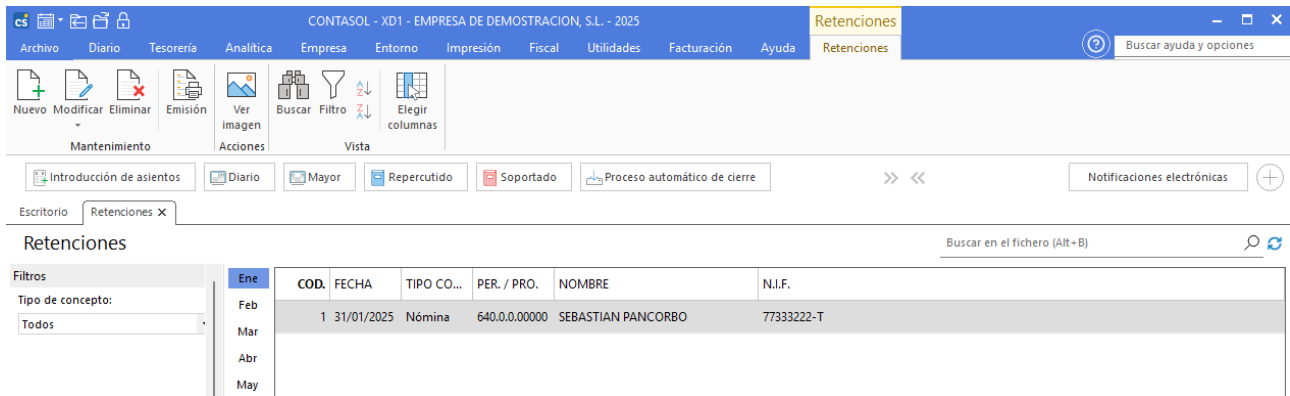 cs CONTASOL - XD1 - EMPRESA DE DEMOSTRACION, S.L. - 2025 Retenciones
Archivo Diario Tesorería Analítica Empresa Entorno Impresión Fiscal Utilidades Facturación Ayuda Retenciones Buscar ayuda y opciones
Nuevo Modificar Eliminar Emisión Ver imagen Buscar Filtro Elegir columnas
Mantenimiento Acciones Vista
Introducción de asientos Diario Mayor Repercutido Soportado Proceso automático de cierre Notificaciones electrónicas
Escritorio Retenciones
Retenciones Buscar en el fichero (Alt+B)
Filtros
Tipo de concepto:
Todos
Ene
Feb
Mar
Abr
May
COD. FECHA TIPO CO... PER. / PRO. NOMBRE N.I.F.
1 31/01/2025 Nómina 640.0.0.00000 SEBASTIAN PANCORBO 77333222-T